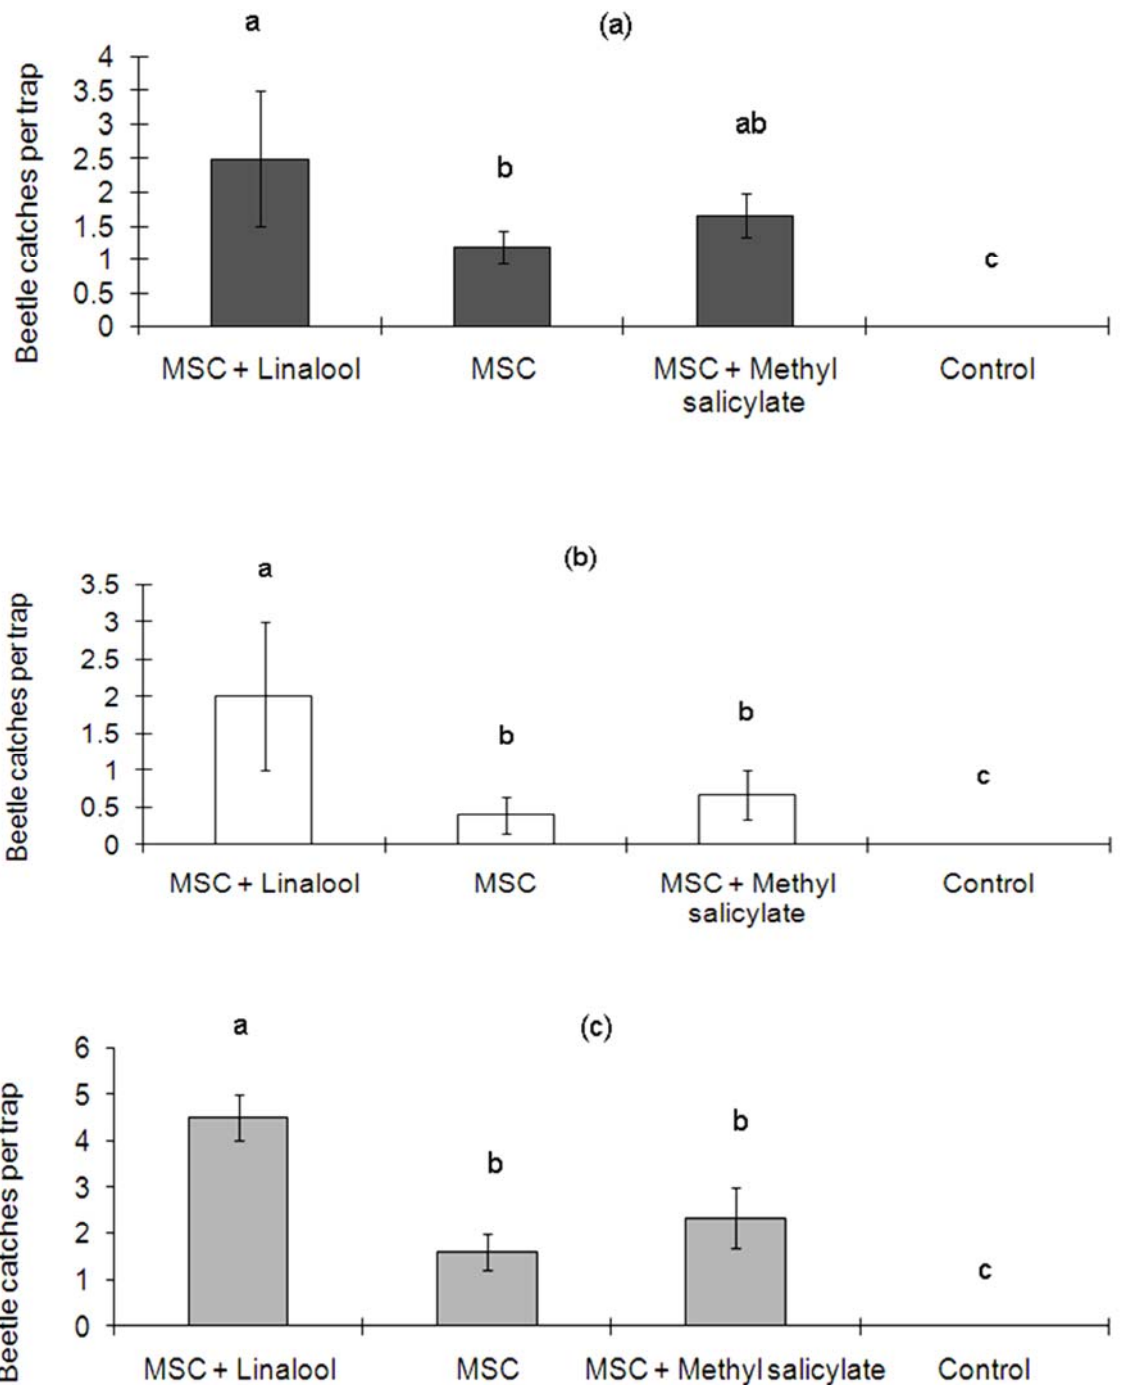 a
(a)
Beetle catches per trap
4
3.5
3
2.5
2
1.5
1
0.5
0
b
ab
c
MSC + Linalool
MSC
MSC + Methyl
salicylate
Control
a
(b)
Beetle catches per trap
3.5
3
2.5
2
1.5
1
0.5
0
b
b
c
MSC + Linalool
MSC
MSC + Methyl
salicylate
Control
a
(c)
Beetle catches per trap
6
5
4
3
2
1
0
b
b
c
MSC + Linalool
MSC
MSC + Methyl salicylate
Control